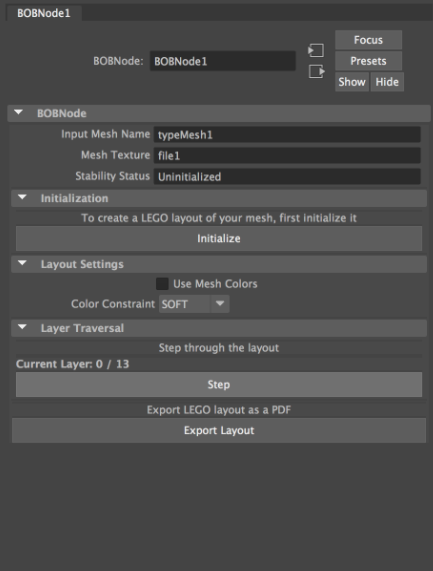 BOBNode1
Focus
BOBNode: BOBNode1
Presets
Show Hide
BOBNode
Input Mesh Name typeMesh1
Mesh Texture file1
Stability Status Uninitialized
Initialization
To create a LEGO layout of your mesh, first initialize it
Initialize
Layout Settings
Use Mesh Colors
Color Constraint SOFT
Layer Traversal
Step through the layout
Current Layer: 0 / 13
Step
Export LEGO layout as a PDF
Export Layout